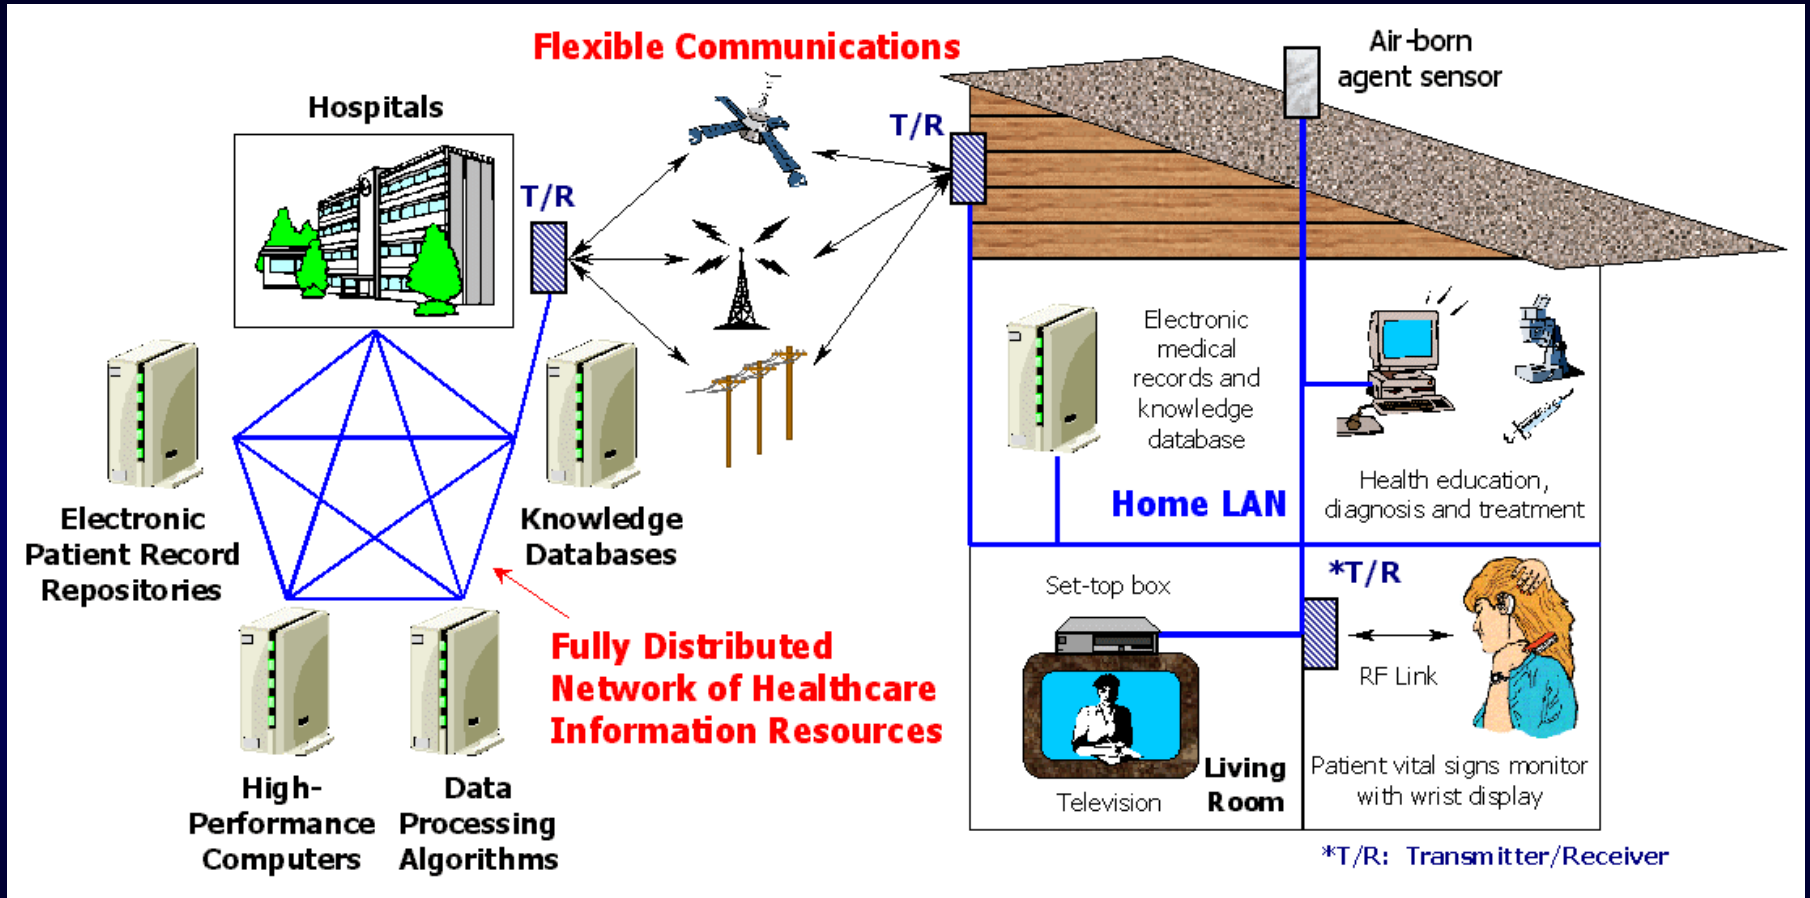 Flexible Communications
Hospitals
T/R
T/R
Air-born
agent sensor
Electronic
Patient Record
Repositories
Knowledge
Databases
High-
Performance
Computers
Data
Processing
Algorithms
Fully Distributed
Network of Healthcare
Information Resources
Electronic
medical
records and
knowledge
database
Home LAN
Health education,
diagnosis and treatment
Set-top box
Television
Living
Room
*T/R
RF Link
Patient vital signs monitor
with wrist display
*T/R: Transmitter/Receiver